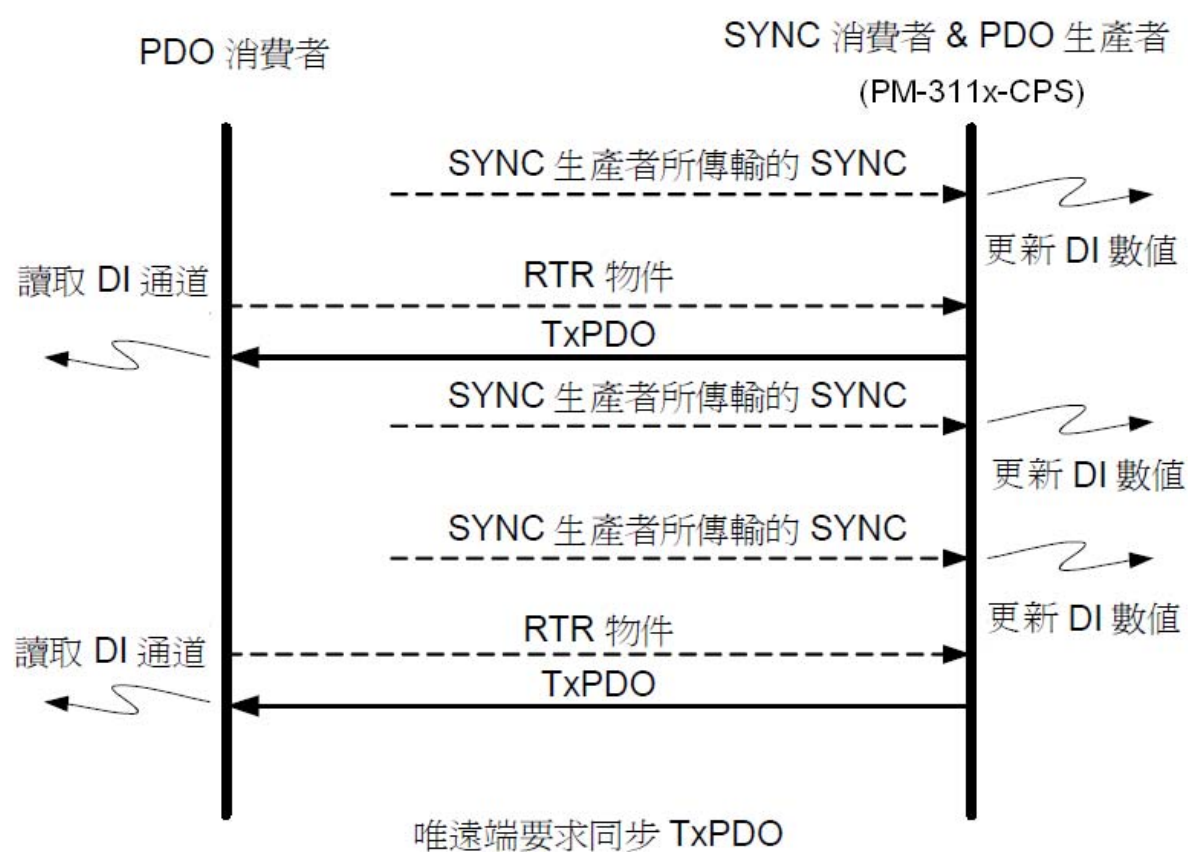 PDO 消費者
SYNC 消費者 & PDO 生產者
(PM-311x-CPS)
SYNC 生產者所傳輸的 SYNC
更新 DI 數值
讀取 DI 通道
RTR 物件
TxPDO
SYNC 生產者所傳輸的 SYNC
更新 DI 數值
SYNC 生產者所傳輸的 SYNC
更新 DI 數值
讀取 DI 通道
RTR 物件
TxPDO
唯遠端要求同步 TxPDO